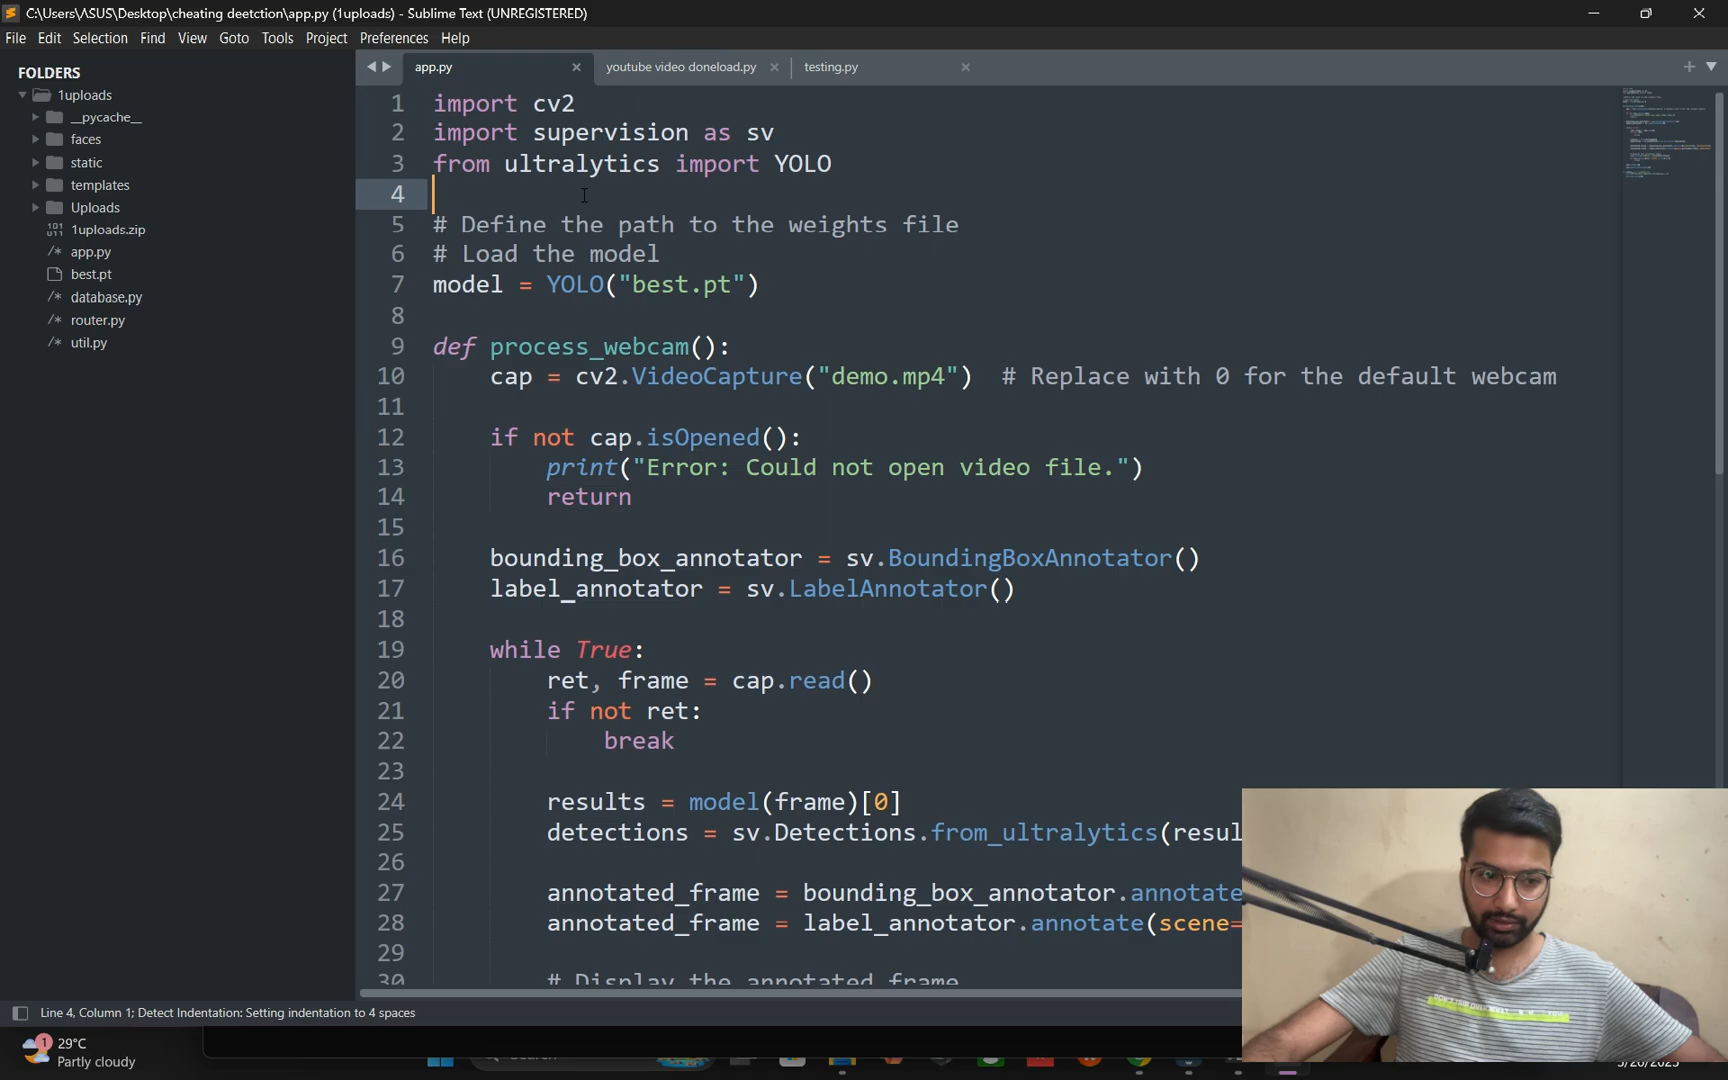 C:\Users\ASUS\Desktop\cheating deetction\app.py (1uploads) - Sublime Text (UNREGISTERED)
File Edit Selection Find View Goto Tools Project Preferences Help
FOLDERS
1uploads
__pycache__
faces
static
templates
Uploads
1uploads.zip
app.py
best.pt
database.py
router.py
util.py
app.py
youtube video doneload.py
testing.py
1 import cv2
2 import supervision as sv
3 from ultralytics import YOLO
4
5 # Define the path to the weights file
6 # Load the model
7 model = YOLO("best.pt")
8
9 def process_webcam():
10 cap = cv2.VideoCapture("demo.mp4") # Replace with 0 for the default webcam
11
12 if not cap.isOpened():
13 print("Error: Could not open video file.")
14 return
15
16 bounding_box_annotator = sv.BoundingBoxAnnotator()
17 label_annotator = sv.LabelAnnotator()
18
19 while True:
20 ret, frame = cap.read()
21 if not ret:
22 break
23
24 results = model(frame)[0]
25 detections = sv.Detections.from_ultralytics(resul
26
27 annotated_frame = bounding_box_annotator.annotate
28 annotated_frame = label_annotator.annotate(scene=
29
30 # Display the annotated frame
Line 4, Column 1; Detect Indentation: Setting indentation to 4 spaces
1
29°C
Partly cloudy